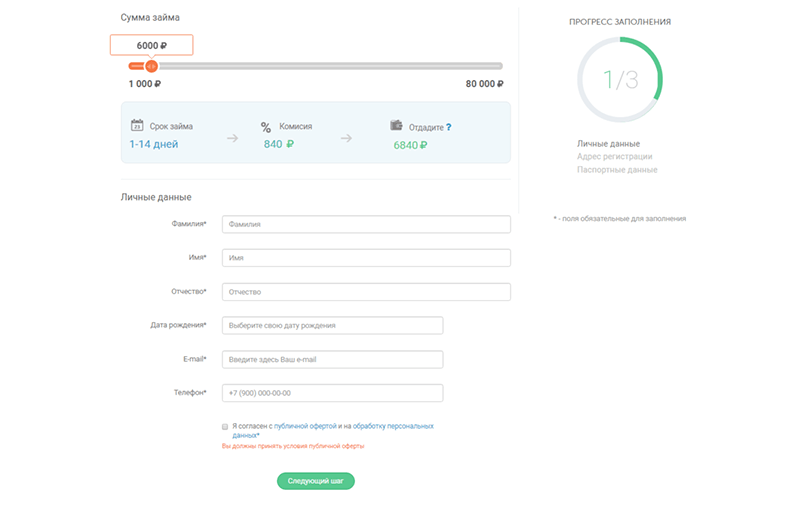 Сумма займа
6000 ₽
1 000 ₽ 80 000 ₽
23 Срок займа % Комисия Отдадите ?
1-14 дней 840 ₽ 6840 ₽
Личные данные
Фамилия* Фамилия
Имя* Имя
Отчество* Отчество
Дата рождения* Выберите свою дату рождения
E-mail* Введите здесь Ваш e-mail
Телефон* +7 (900) 000-00-00
Я согласен с публичной офертой и на обработку персональных
данных*
Вы должны принять условия публичной оферты
Следующий шаг
ПРОГРЕСС ЗАПОЛНЕНИЯ
1/3
Личные данные
Адрес регистрации
Паспортные данные
* - поля обязательные для заполнения